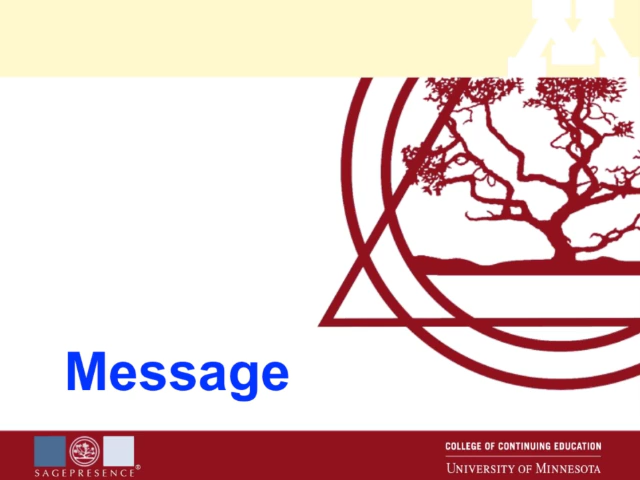 Message
SAGEPRESENCE®
COLLEGE OF CONTINUING EDUCATION
UNIVERSITY OF MINNESOTA